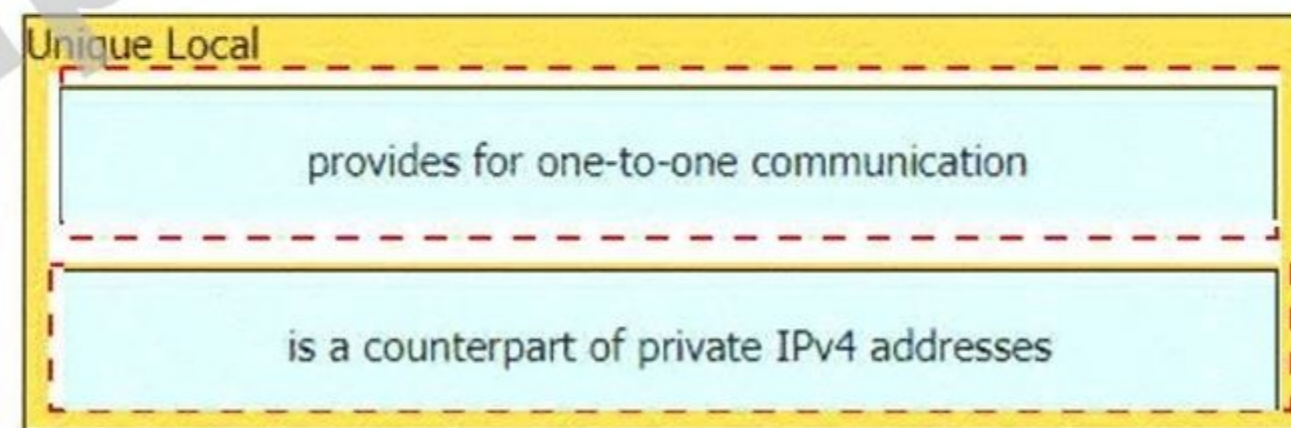 Unique Local
provides for one-to-one communication
is a counterpart of private IPv4 addresses